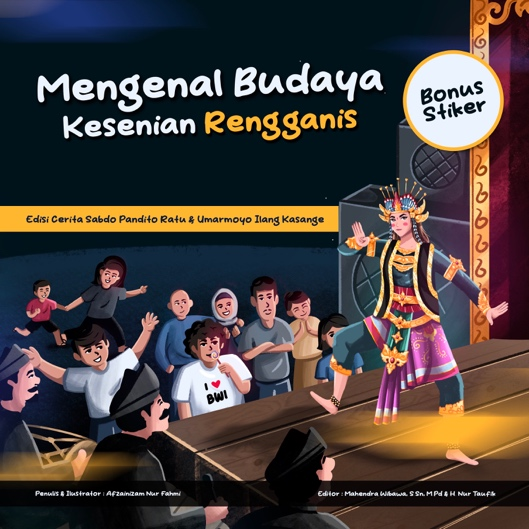 Mengenal Budaya
Kesenian Rengganis
Bonus
Stiker
Edisi Cerita Sabdo Pandito Ratu & Umarmoyo Ilang Kasange
I ❤
BWI
Penulis & Ilustrator : Afzainizam Nur Fahmi
Editor : Mahendra Wibawa, S.Sn, M.Pd & H. Nur Taufik